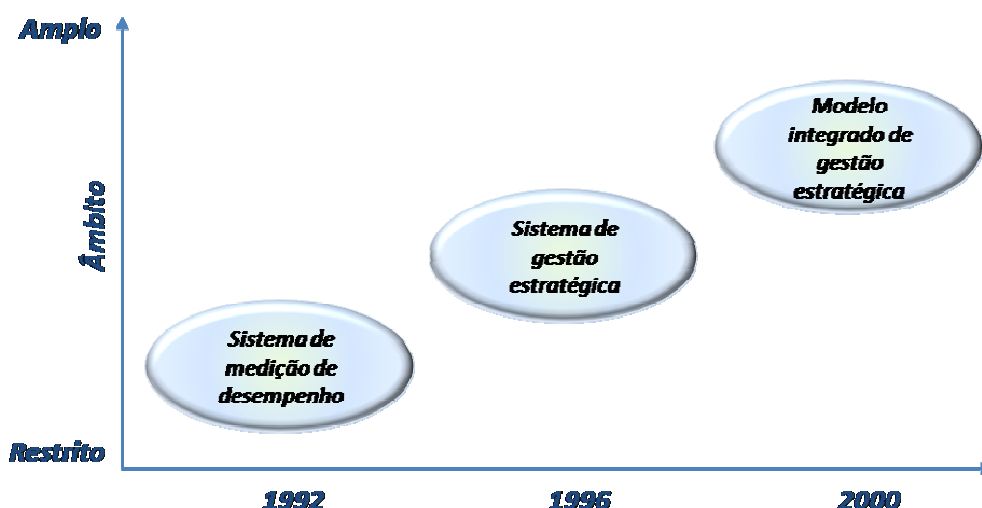 Amplo
Modelo
integrado de
gestão
estratégica
Âmbito
Sistema de
gestão
estratégica
Sistema de
medição de
desempenho
Restrito
1992
1996
2000